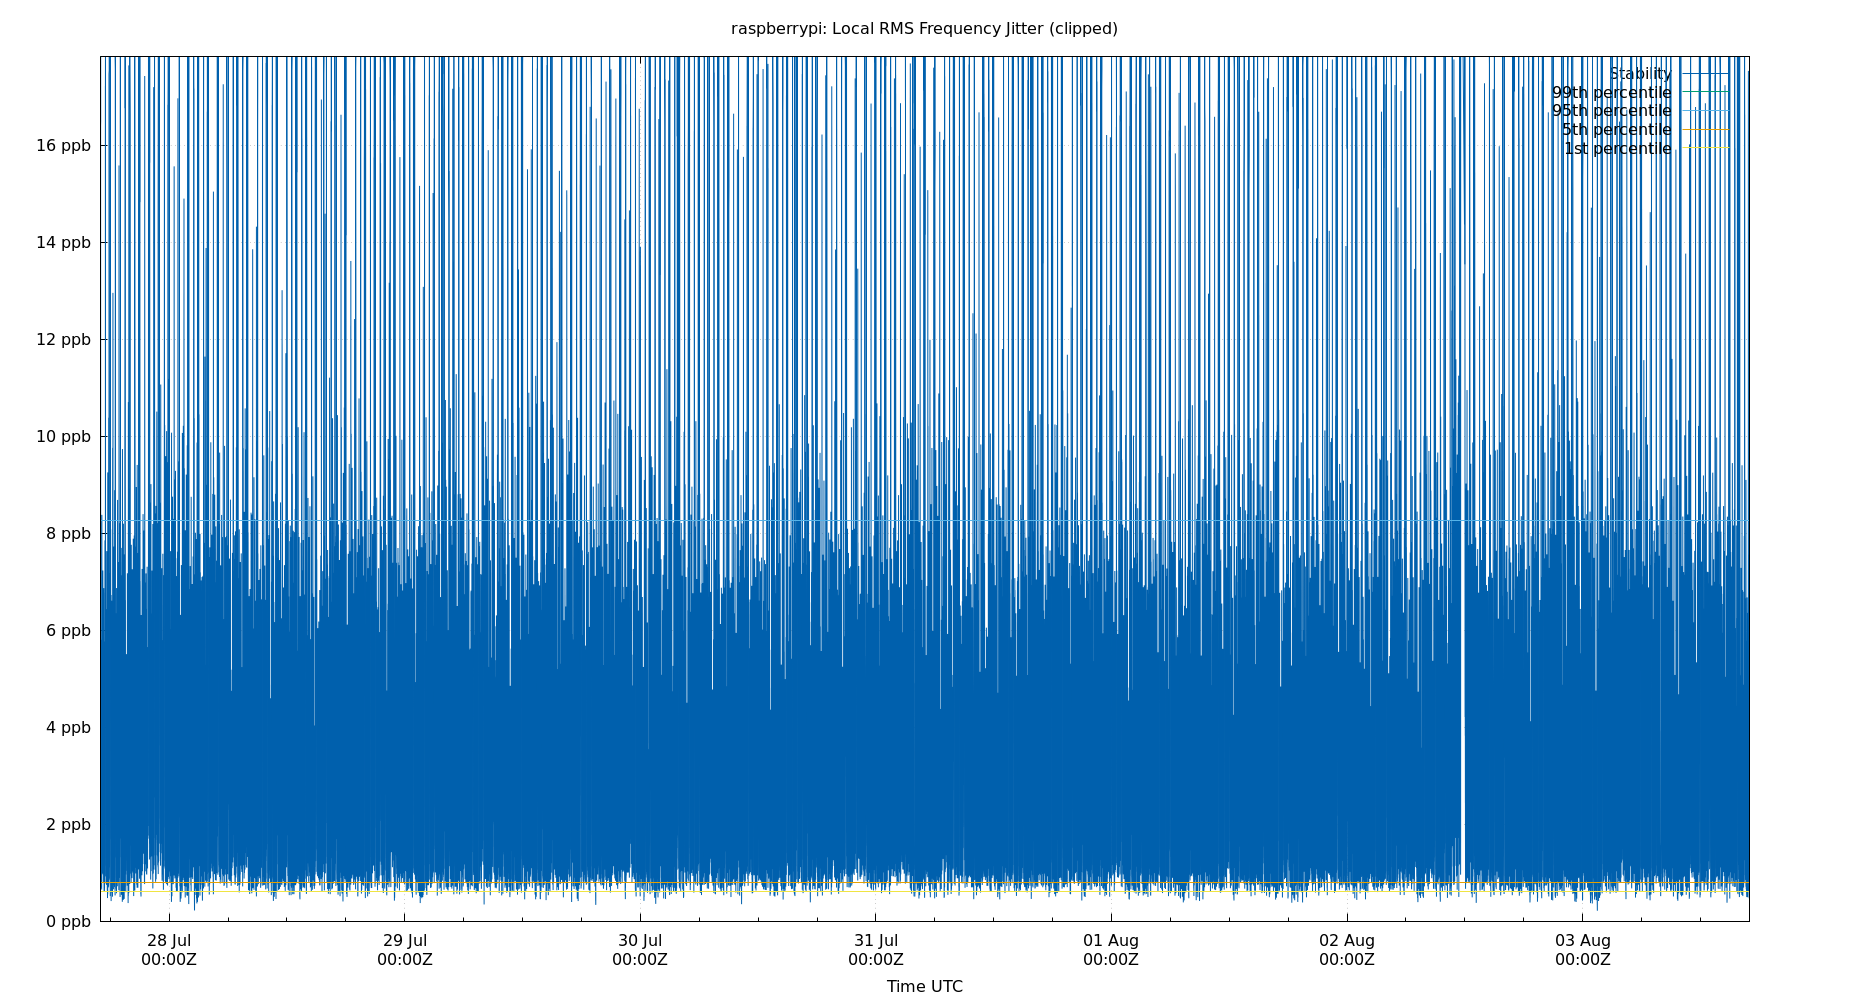 raspberrypi: Local RMS Frequency Jitter (clipped)
Stability
99th percentile
95th percentile
5th percentile
1st percentile
16 ppb
14 ppb
12 ppb
10 ppb
8 ppb
6 ppb
4 ppb
2 ppb
0 ppb
28 Jul
00:00Z
29 Jul
00:00Z
30 Jul
00:00Z
31 Jul
00:00Z
01 Aug
00:00Z
02 Aug
00:00Z
03 Aug
00:00Z
Time UTC